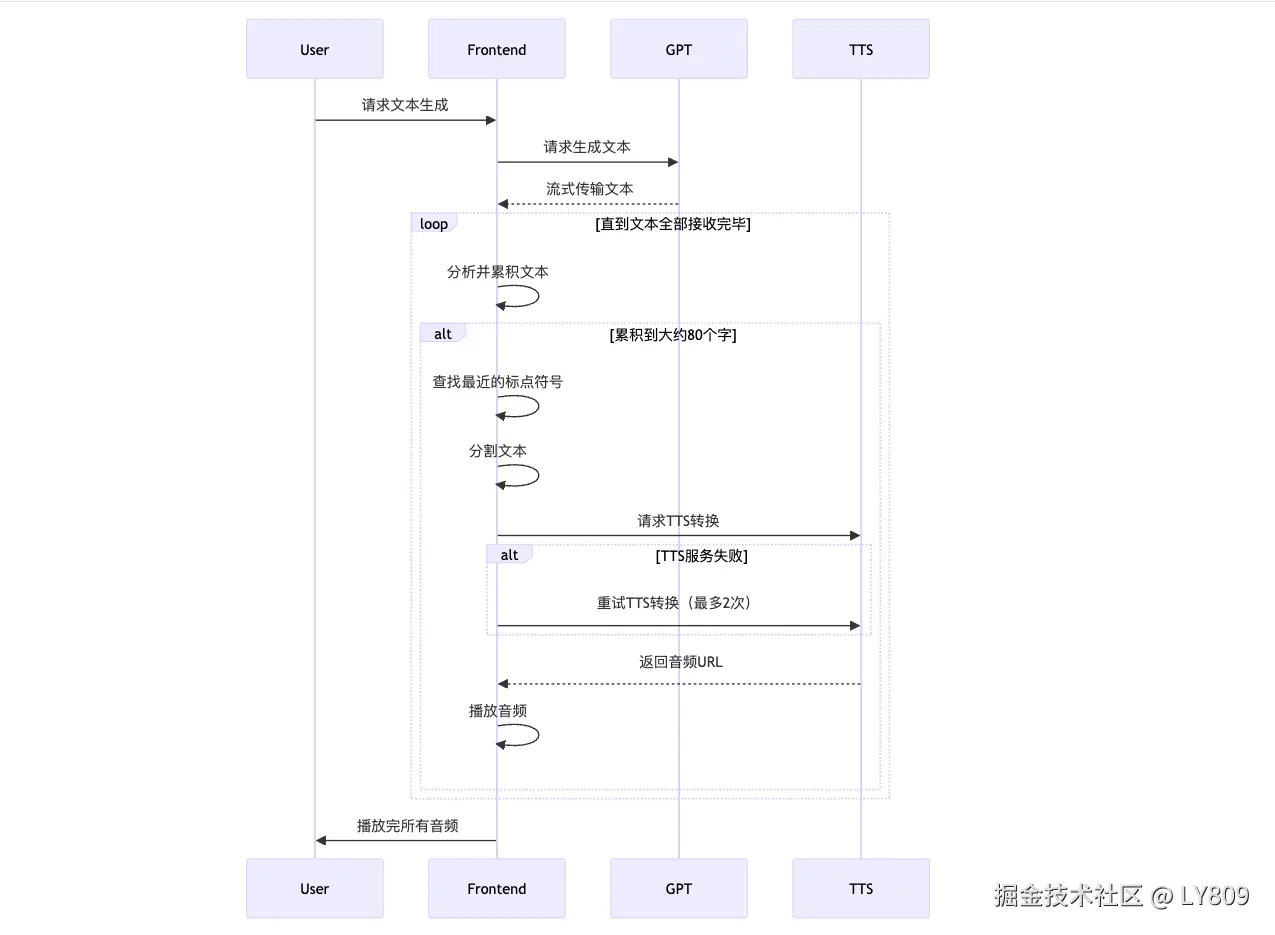 User Frontend GPT TTS
请求文本生成
请求生成文本
流式传输文本
loop [直到文本全部接收完毕]
分析并累积文本
alt [累积到大约80个字]
查找最近的标点符号
分割文本
请求TTS转换
alt [TTS服务失败]
重试TTS转换（最多2次）
返回音频URL
播放音频
播放完所有音频
User Frontend GPT TTS
掘金技术社区 @ LY809